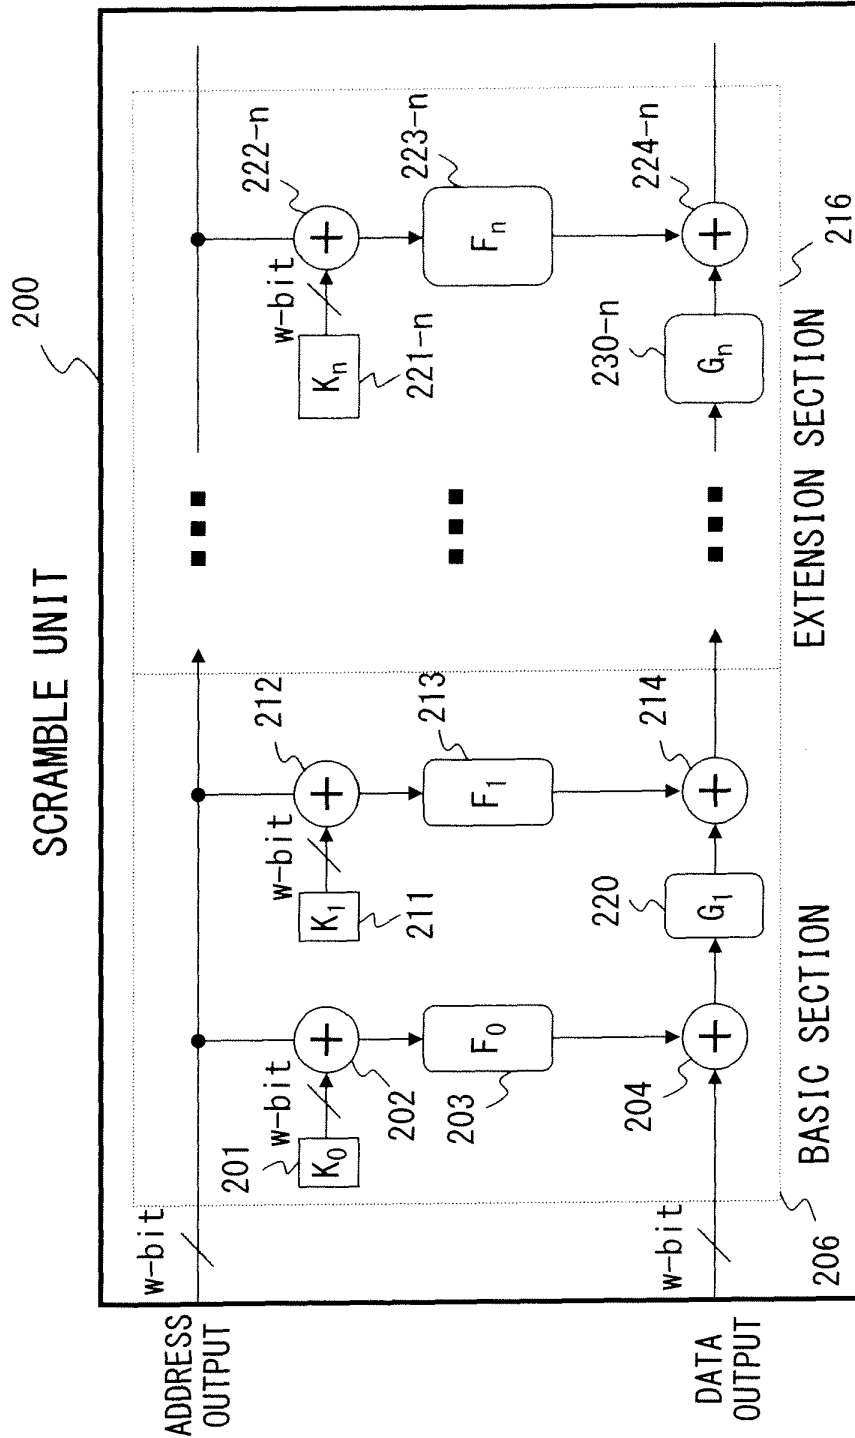 SCRAMBLE UNIT
200
ADDRESS
OUTPUT
w-bit
201
K0
w-bit
202
F0
203
204
K1
211
w-bit
212
F1
213
G1
220
214
Kn
221-n
w-bit
222-n
Fn
223-n
Gn
230-n
224-n
DATA
OUTPUT
w-bit
206
BASIC SECTION
EXTENSION SECTION
216